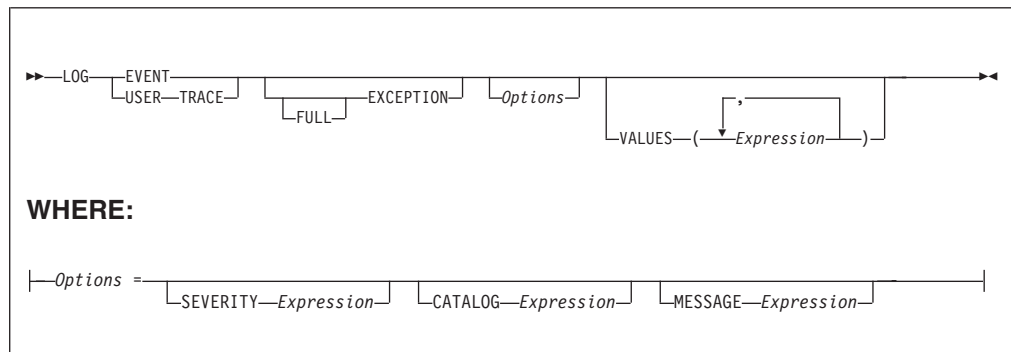 LOG EVENT
USER TRACE
FULL EXCEPTION
Options
,
VALUES ( Expression )
WHERE:
Options =
SEVERITY Expression CATALOG Expression MESSAGE Expression